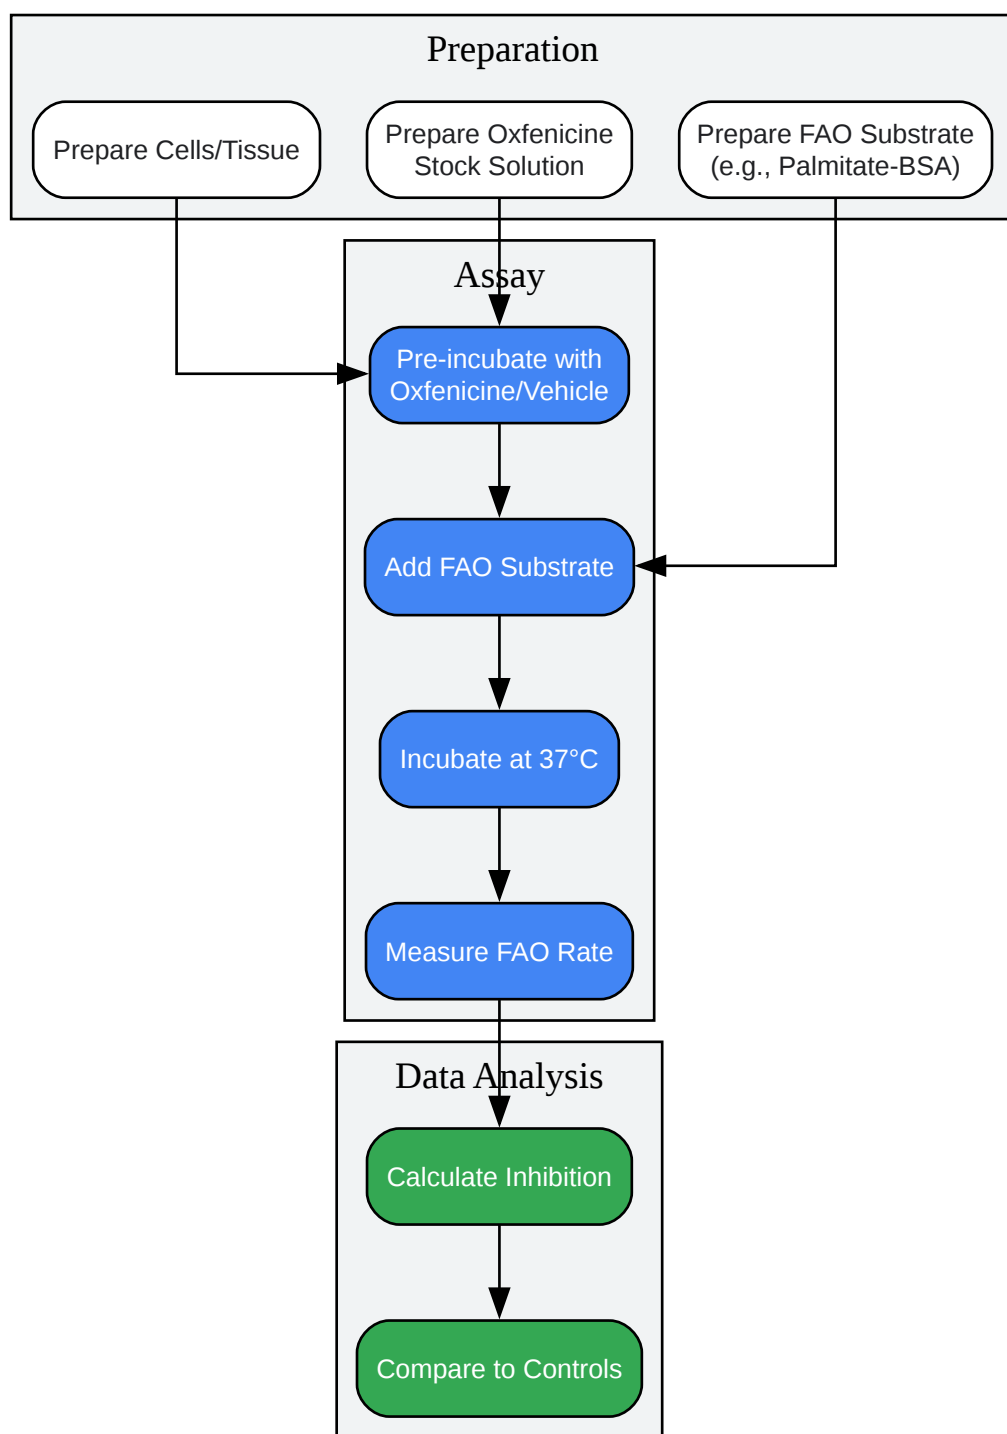 Preparation
Prepare Cells/Tissue
Prepare Oxfenicine
Stock Solution
Prepare FAO Substrate
(e.g., Palmitate-BSA)
Assay
Pre-incubate with
Oxfenicine/Vehicle
Add FAO Substrate
Incubate at 37°C
Measure FAO Rate
Data Analysis
Calculate Inhibition
Compare to Controls